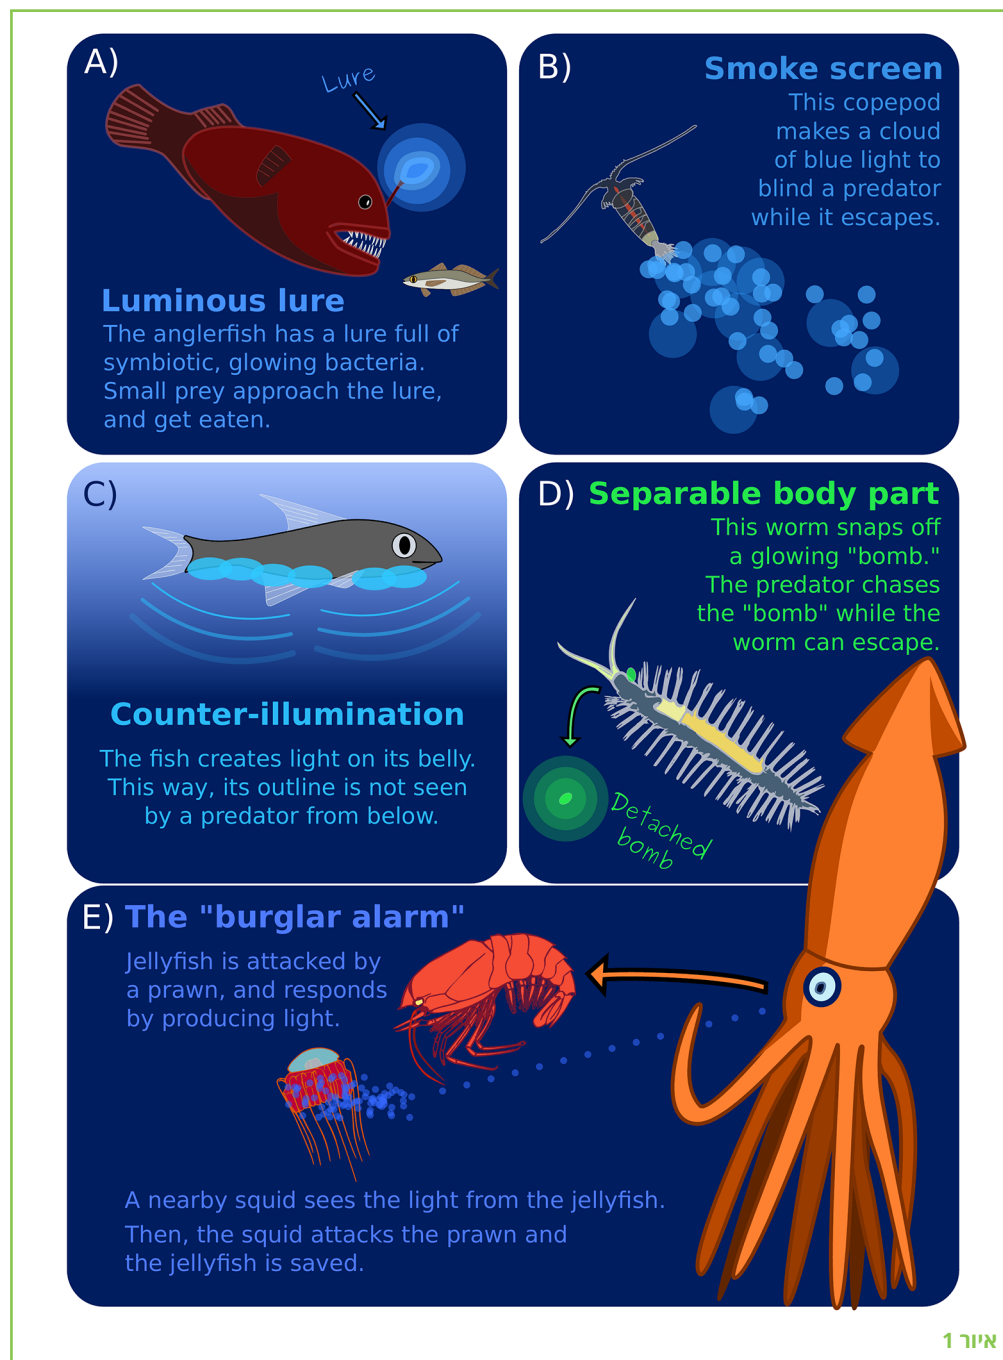 A)
Lure
Luminous lure
The anglerfish has a lure full of
symbiotic, glowing bacteria.
Small prey approach the lure,
and get eaten.
B)
Smoke screen
This copepod
makes a cloud
of blue light to
blind a predator
while it escapes.
C)
Counter-illumination
The fish creates light on its belly.
This way, its outline is not seen
by a predator from below.
D)
Separable body part
This worm snaps off
a glowing "bomb."
The predator chases
the "bomb" while the
worm can escape.
Detached
bomb
E) The "burglar alarm"
Jellyfish is attacked by
a prawn, and responds
by producing light.
A nearby squid sees the light from the jellyfish.
Then, the squid attacks the prawn and
the jellyfish is saved.
איור 1